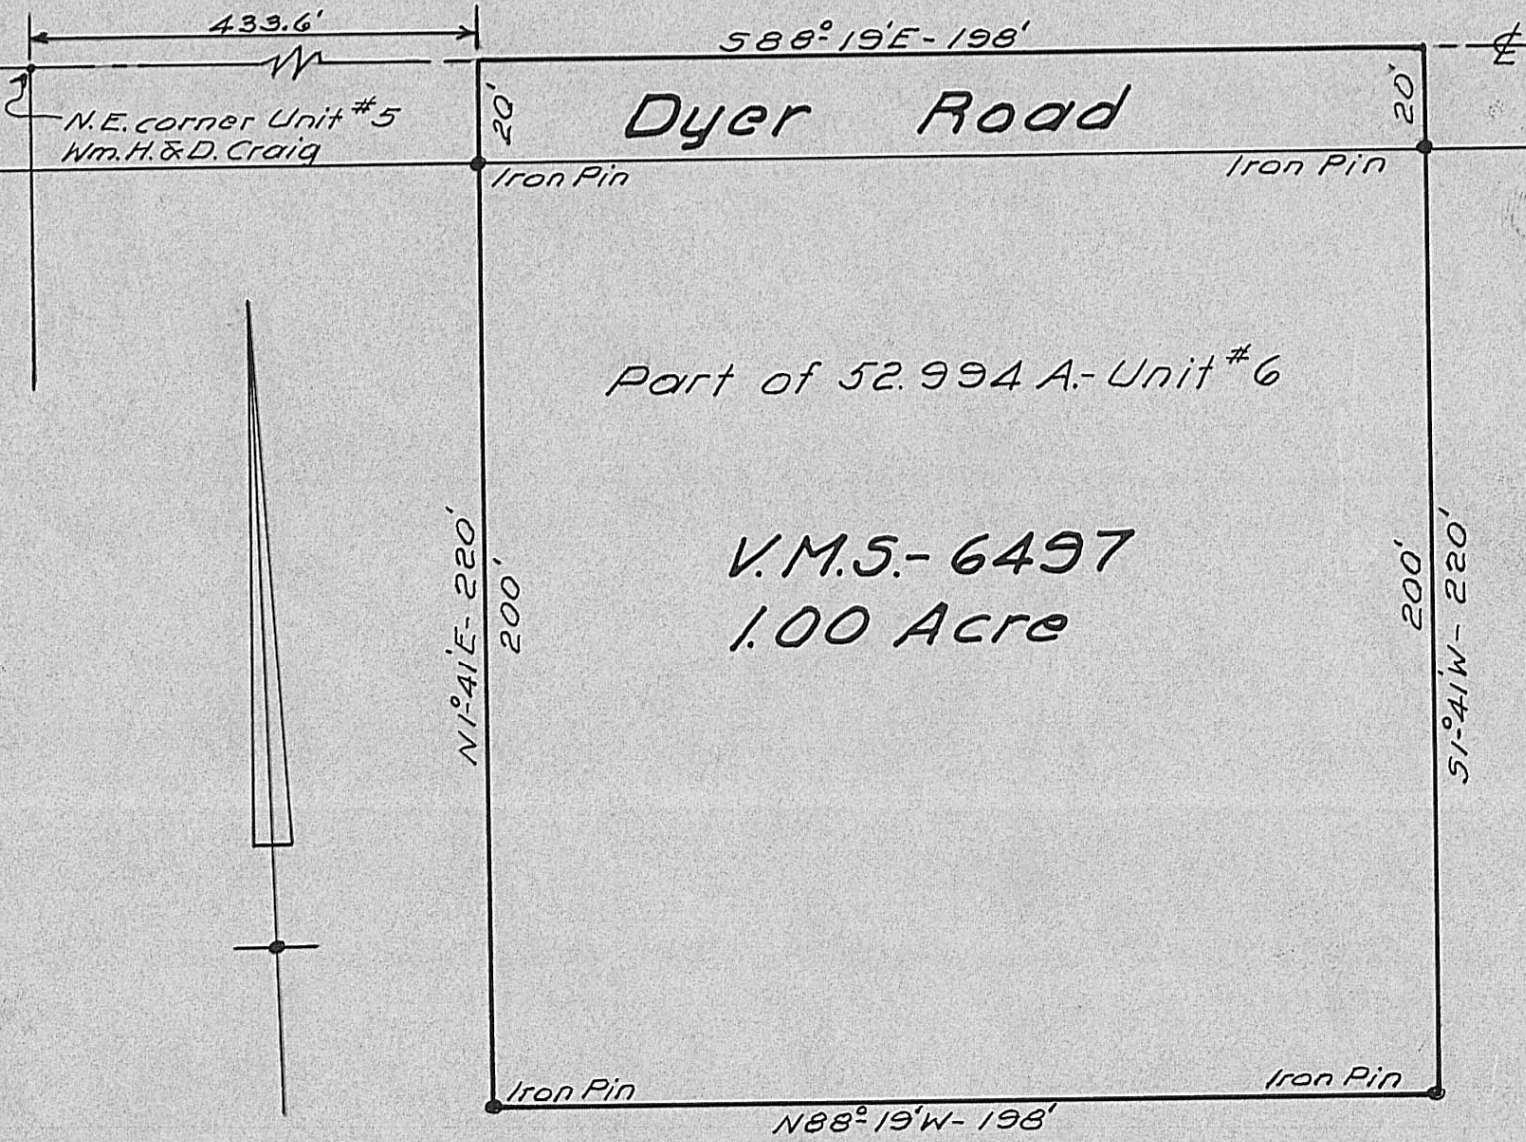 433.6'
S88°-19'E-198'
℄
N.E. corner Unit #5
Wm. H. & D. Craig
20'
Dyer Road
20'
Iron Pin
Iron Pin
Part of 52.994 A.- Unit #6
V.M.S.- 6497
1.00 Acre
N1-°41'E- 220'
200'
200'
S1-°41'W- 220'
Iron Pin
Iron Pin
N88°-19'W- 198'